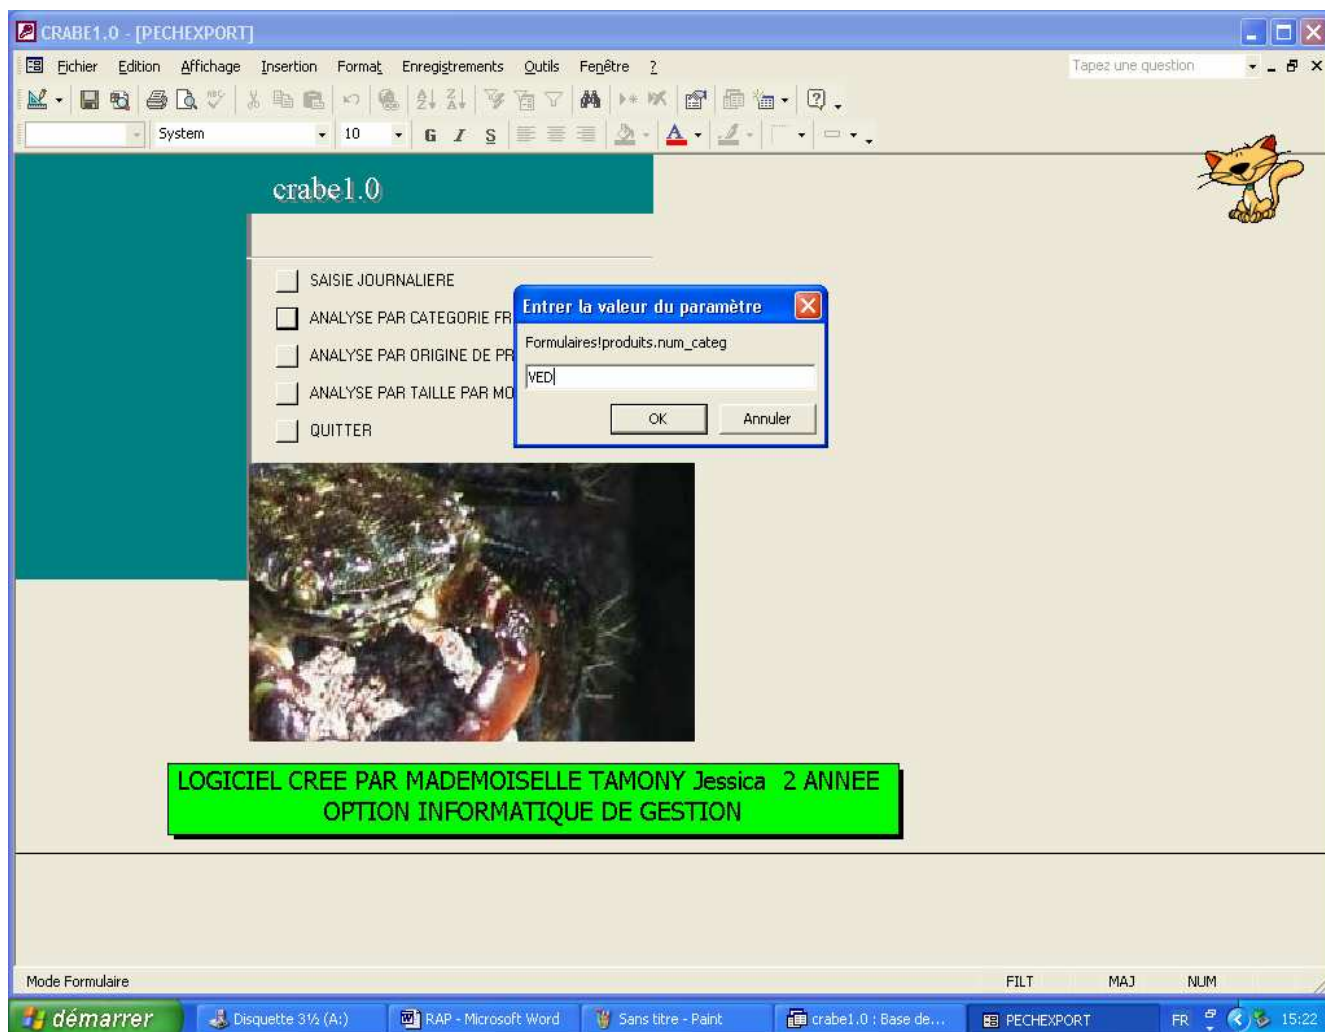 CRABE1.0 - [PECHEXPORT]
Fichier Edition Affichage Insertion Format Enregistrements Outils Fenêtre ? Tapez une question
System 10 G I S A
crabe1.0
SAISIE JOURNALIERE
ANALYSE PAR CATEGORIE FR
ANALYSE PAR ORIGINE DE PR
ANALYSE PAR TAILLE PAR MO
QUITTER
Entrer la valeur du paramètre
Formulaires!produits.num_categ
VED
OK Annuler
LOGICIEL CREE PAR MADEMOISELLE TAMONY Jessica 2 ANNEE
OPTION INFORMATIQUE DE GESTION
Mode Formulaire FILT MAJ NUM
démarrer Disquette 3½ (A:) RAP - Microsoft Word Sans titre - Paint crabe1.0 : Base de... PECHEXPORT FR 15:22